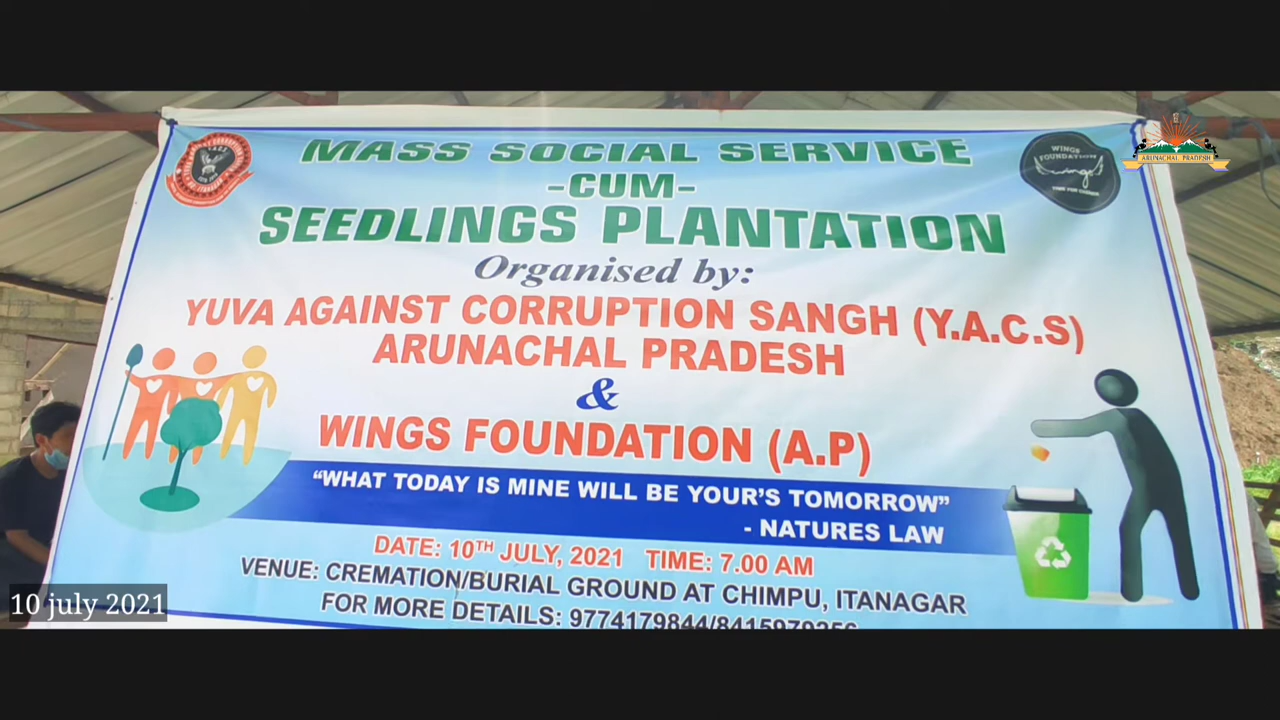 MASS SOCIAL SERVICE
-CUM-
SEEDLINGS PLANTATION
Organised by:
YUVA AGAINST CORRUPTION SANGH (Y.A.C.S)
ARUNACHAL PRADESH
&
WINGS FOUNDATION (A.P)
"WHAT TODAY IS MINE WILL BE YOUR'S TOMORROW"
- NATURES LAW
DATE: 10TH JULY, 2021 TIME: 7.00 AM
VENUE: CREMATION/BURIAL GROUND AT CHIMPU, ITANAGAR
FOR MORE DETAILS: 9774179844/
WINGS
FOUNDATION
wings
ARUNACHAL PRADESH
10 july 2021